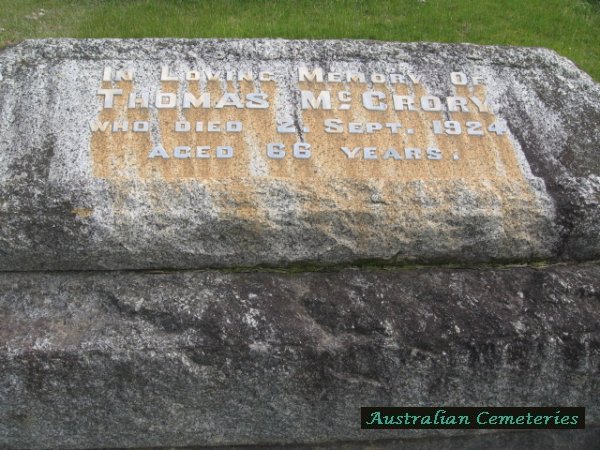 In Loving Memory Of
Thomas McCrory
who died 2. Sept. 1924
aged 66 years.
Australian Cemeteries